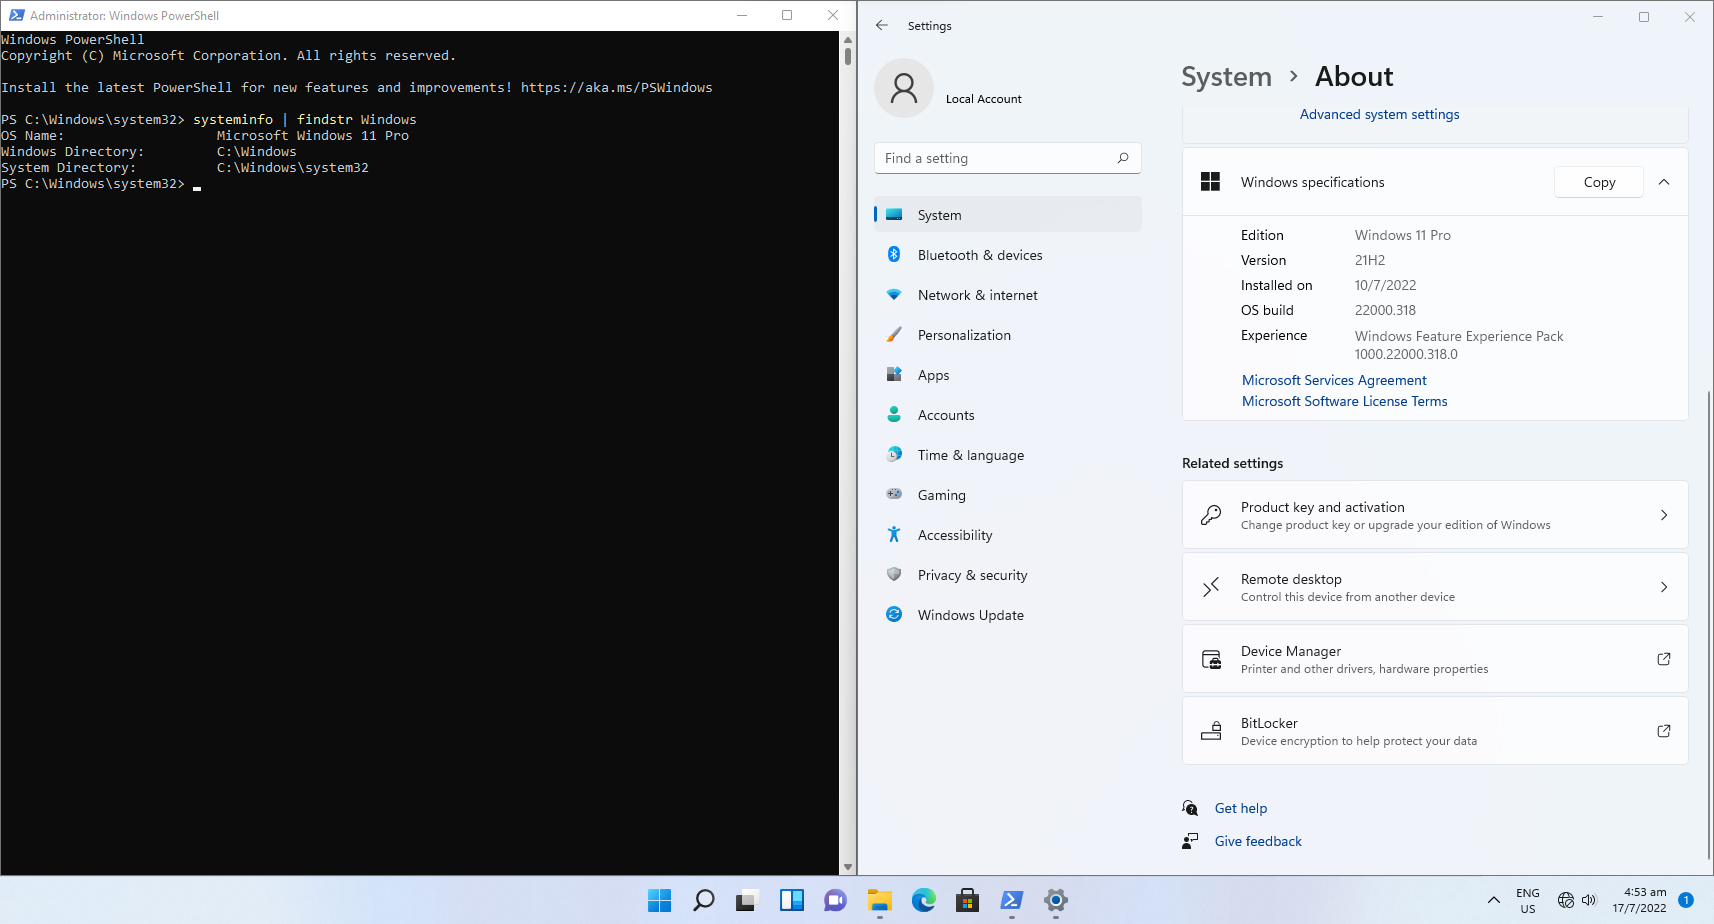 Administrator: Windows PowerShell
Windows PowerShell
Copyright (C) Microsoft Corporation. All rights reserved.
Install the latest PowerShell for new features and improvements! https://aka.ms/PSWindows
PS C:\Windows\system32> systeminfo | findstr Windows
OS Name:                   Microsoft Windows 11 Pro
Windows Directory:         C:\Windows
System Directory:          C:\Windows\system32
PS C:\Windows\system32>
Settings
Local Account
Find a setting
System
Bluetooth & devices
Network & internet
Personalization
Apps
Accounts
Time & language
Gaming
Accessibility
Privacy & security
Windows Update
System > About
Advanced system settings
Windows specifications Copy
Edition Windows 11 Pro
Version 21H2
Installed on 10/7/2022
OS build 22000.318
Experience Windows Feature Experience Pack
1000.22000.318.0
Microsoft Services Agreement
Microsoft Software License Terms
Related settings
Product key and activation
Change product key or upgrade your edition of Windows
Remote desktop
Control this device from another device
Device Manager
Printer and other drivers, hardware properties
BitLocker
Device encryption to help protect your data
Get help
Give feedback
ENG
US
4:53 am
17/7/2022
1